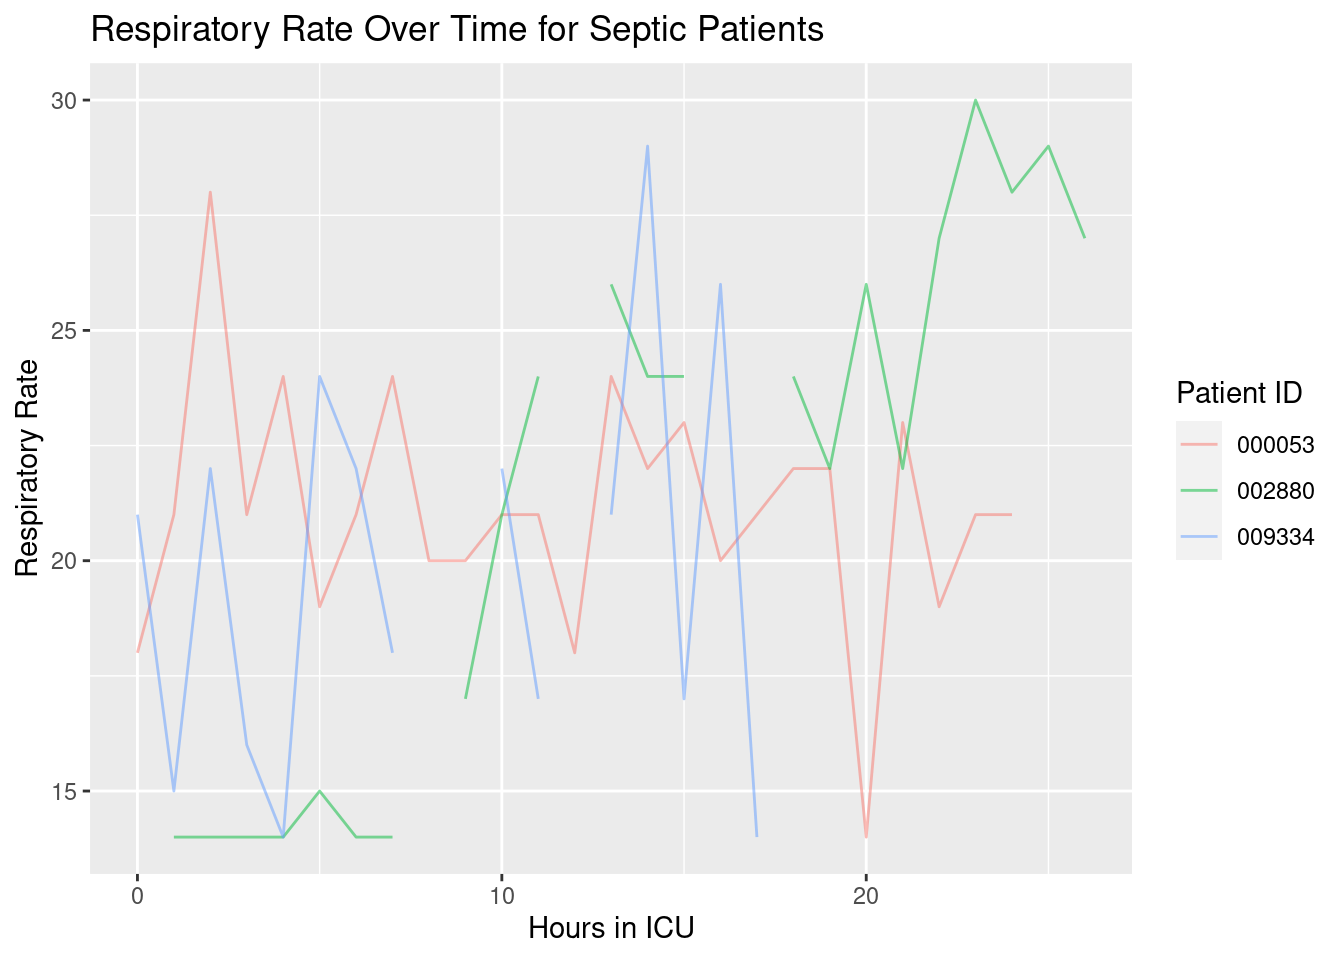 Respiratory Rate Over Time for Septic Patients
30
25
20
15
Respiratory Rate
0 10 20
Hours in ICU
Patient ID
000053
002880
009334